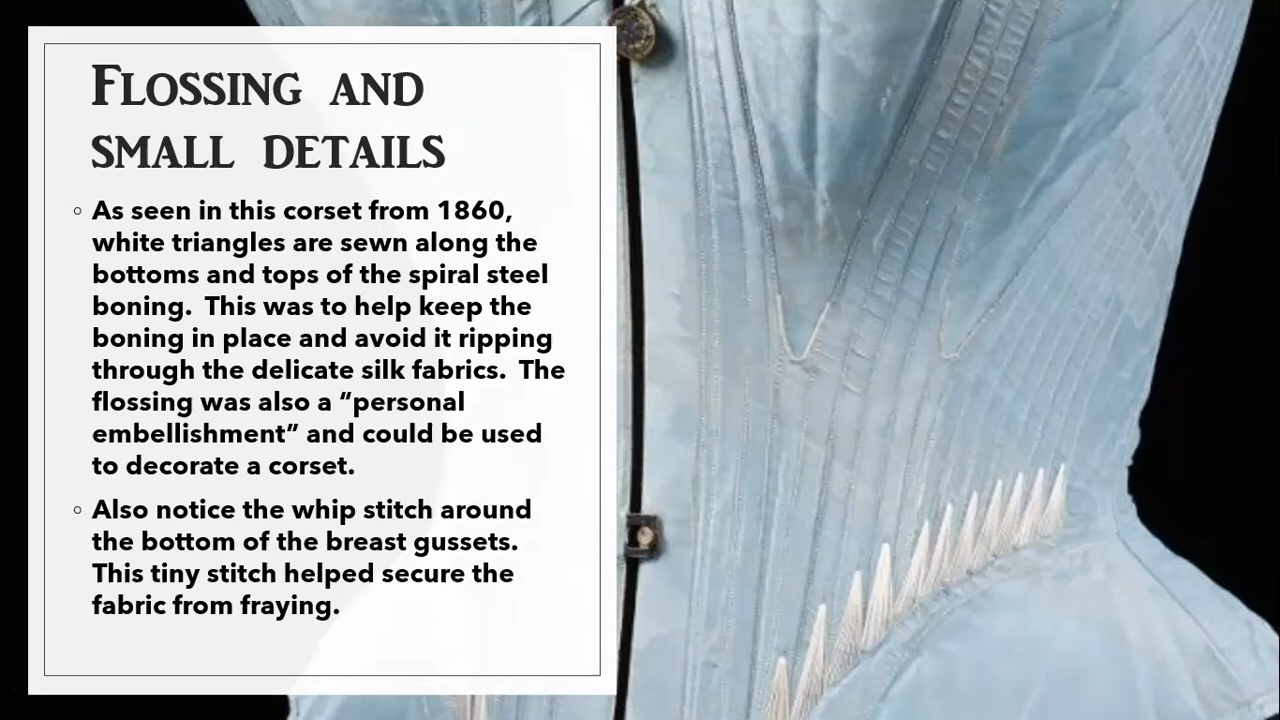 Flossing and
small details
◦ As seen in this corset from 1860,
white triangles are sewn along the
bottoms and tops of the spiral steel
boning.  This was to help keep the
boning in place and avoid it ripping
through the delicate silk fabrics.  The
flossing was also a “personal
embellishment” and could be used
to decorate a corset.
◦ Also notice the whip stitch around
the bottom of the breast gussets.
This tiny stitch helped secure the
fabric from fraying.